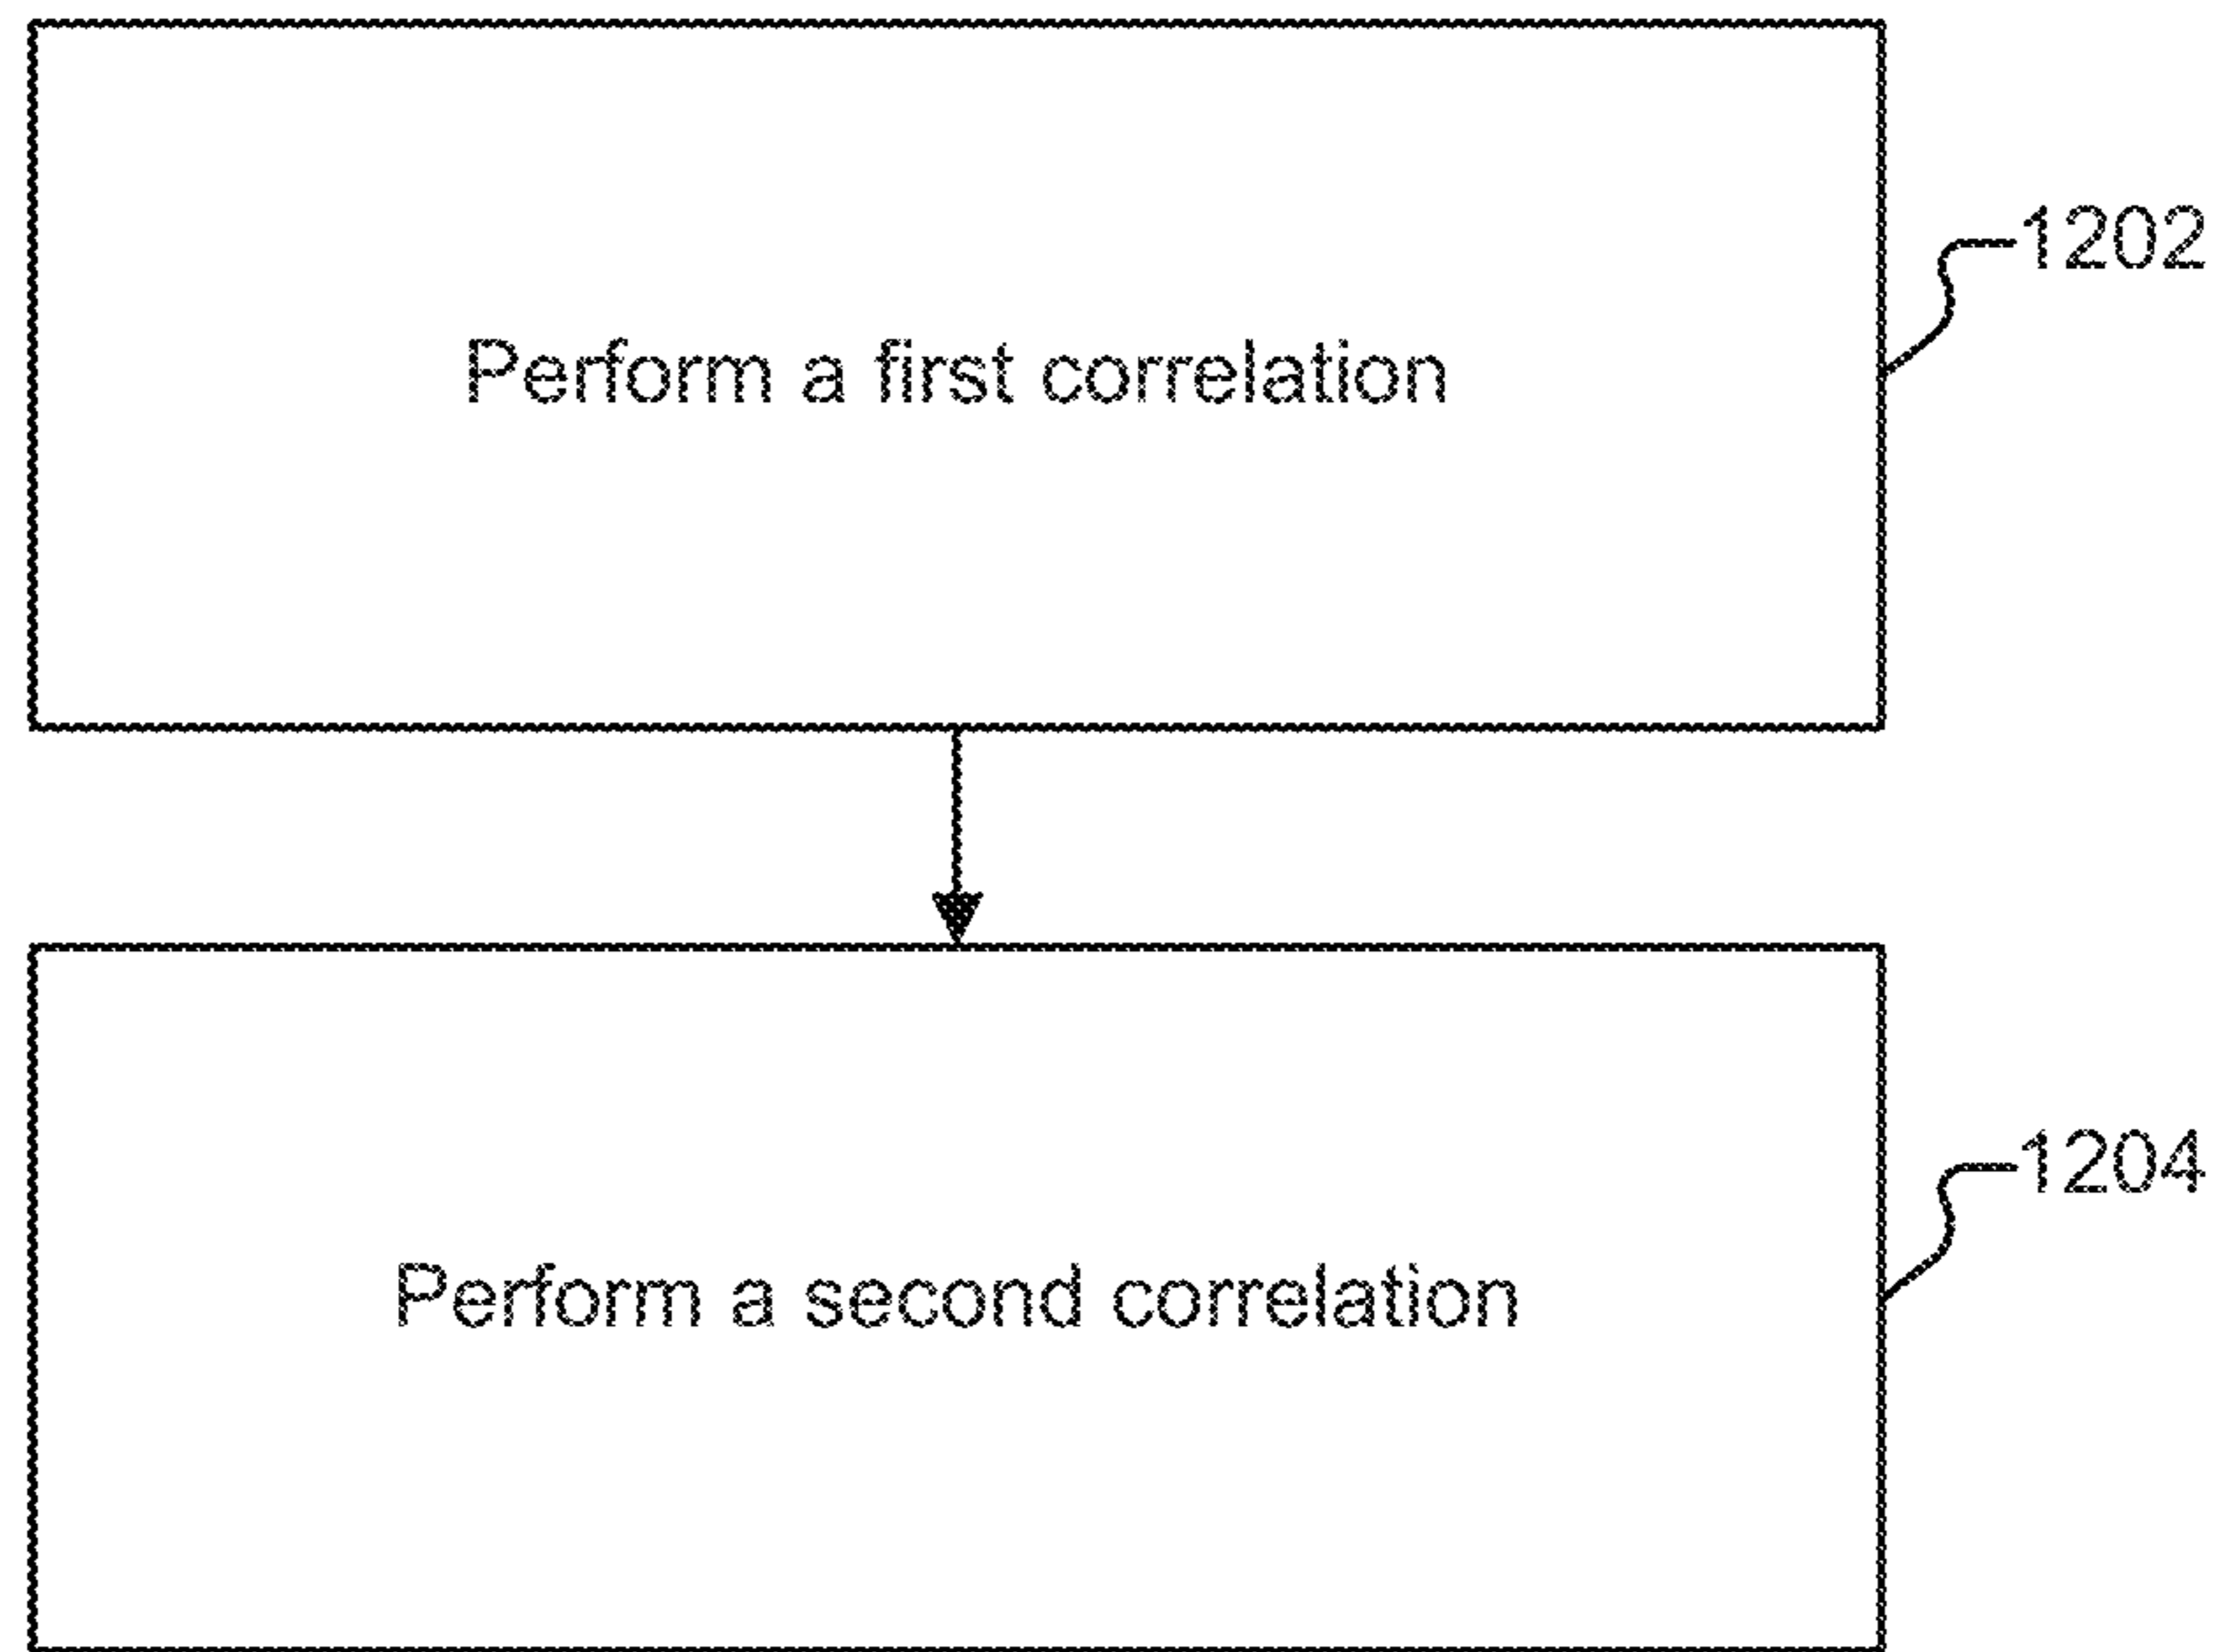 1202
Perform a first correlation
1204
Perform a second correlation